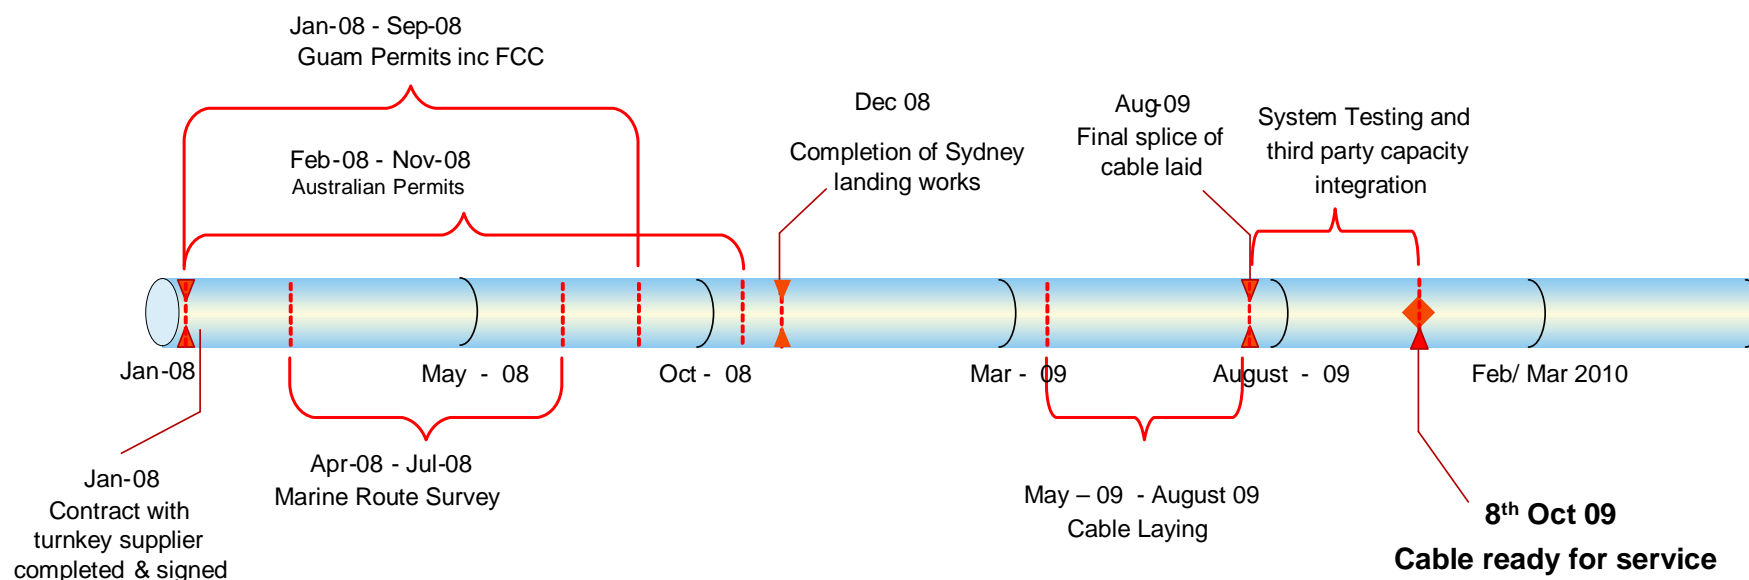 Jan-08 - Sep-08
Guam Permits inc FCC
Feb-08 - Nov-08
Australian Permits
Dec 08
Completion of Sydney
landing works
Aug-09
Final splice of
cable laid
System Testing and
third party capacity
integration
Jan-08
May - 08
Oct - 08
Mar - 09
August - 09
Feb/ Mar 2010
Jan-08
Contract with
turnkey supplier
completed & signed
Apr-08 - Jul-08
Marine Route Survey
May – 09 - August 09
Cable Laying
8th Oct 09
Cable ready for service